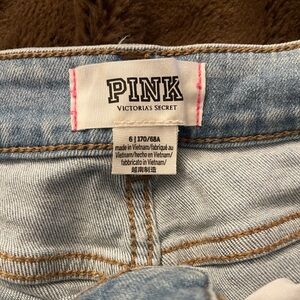 PINK
VICTORIA'S SECRET
6 | 170/68A
made in Vietnam/fabriqué au
Vietnam/hecho en Vietnam/
fabbricato in Vietnam/
越南制造